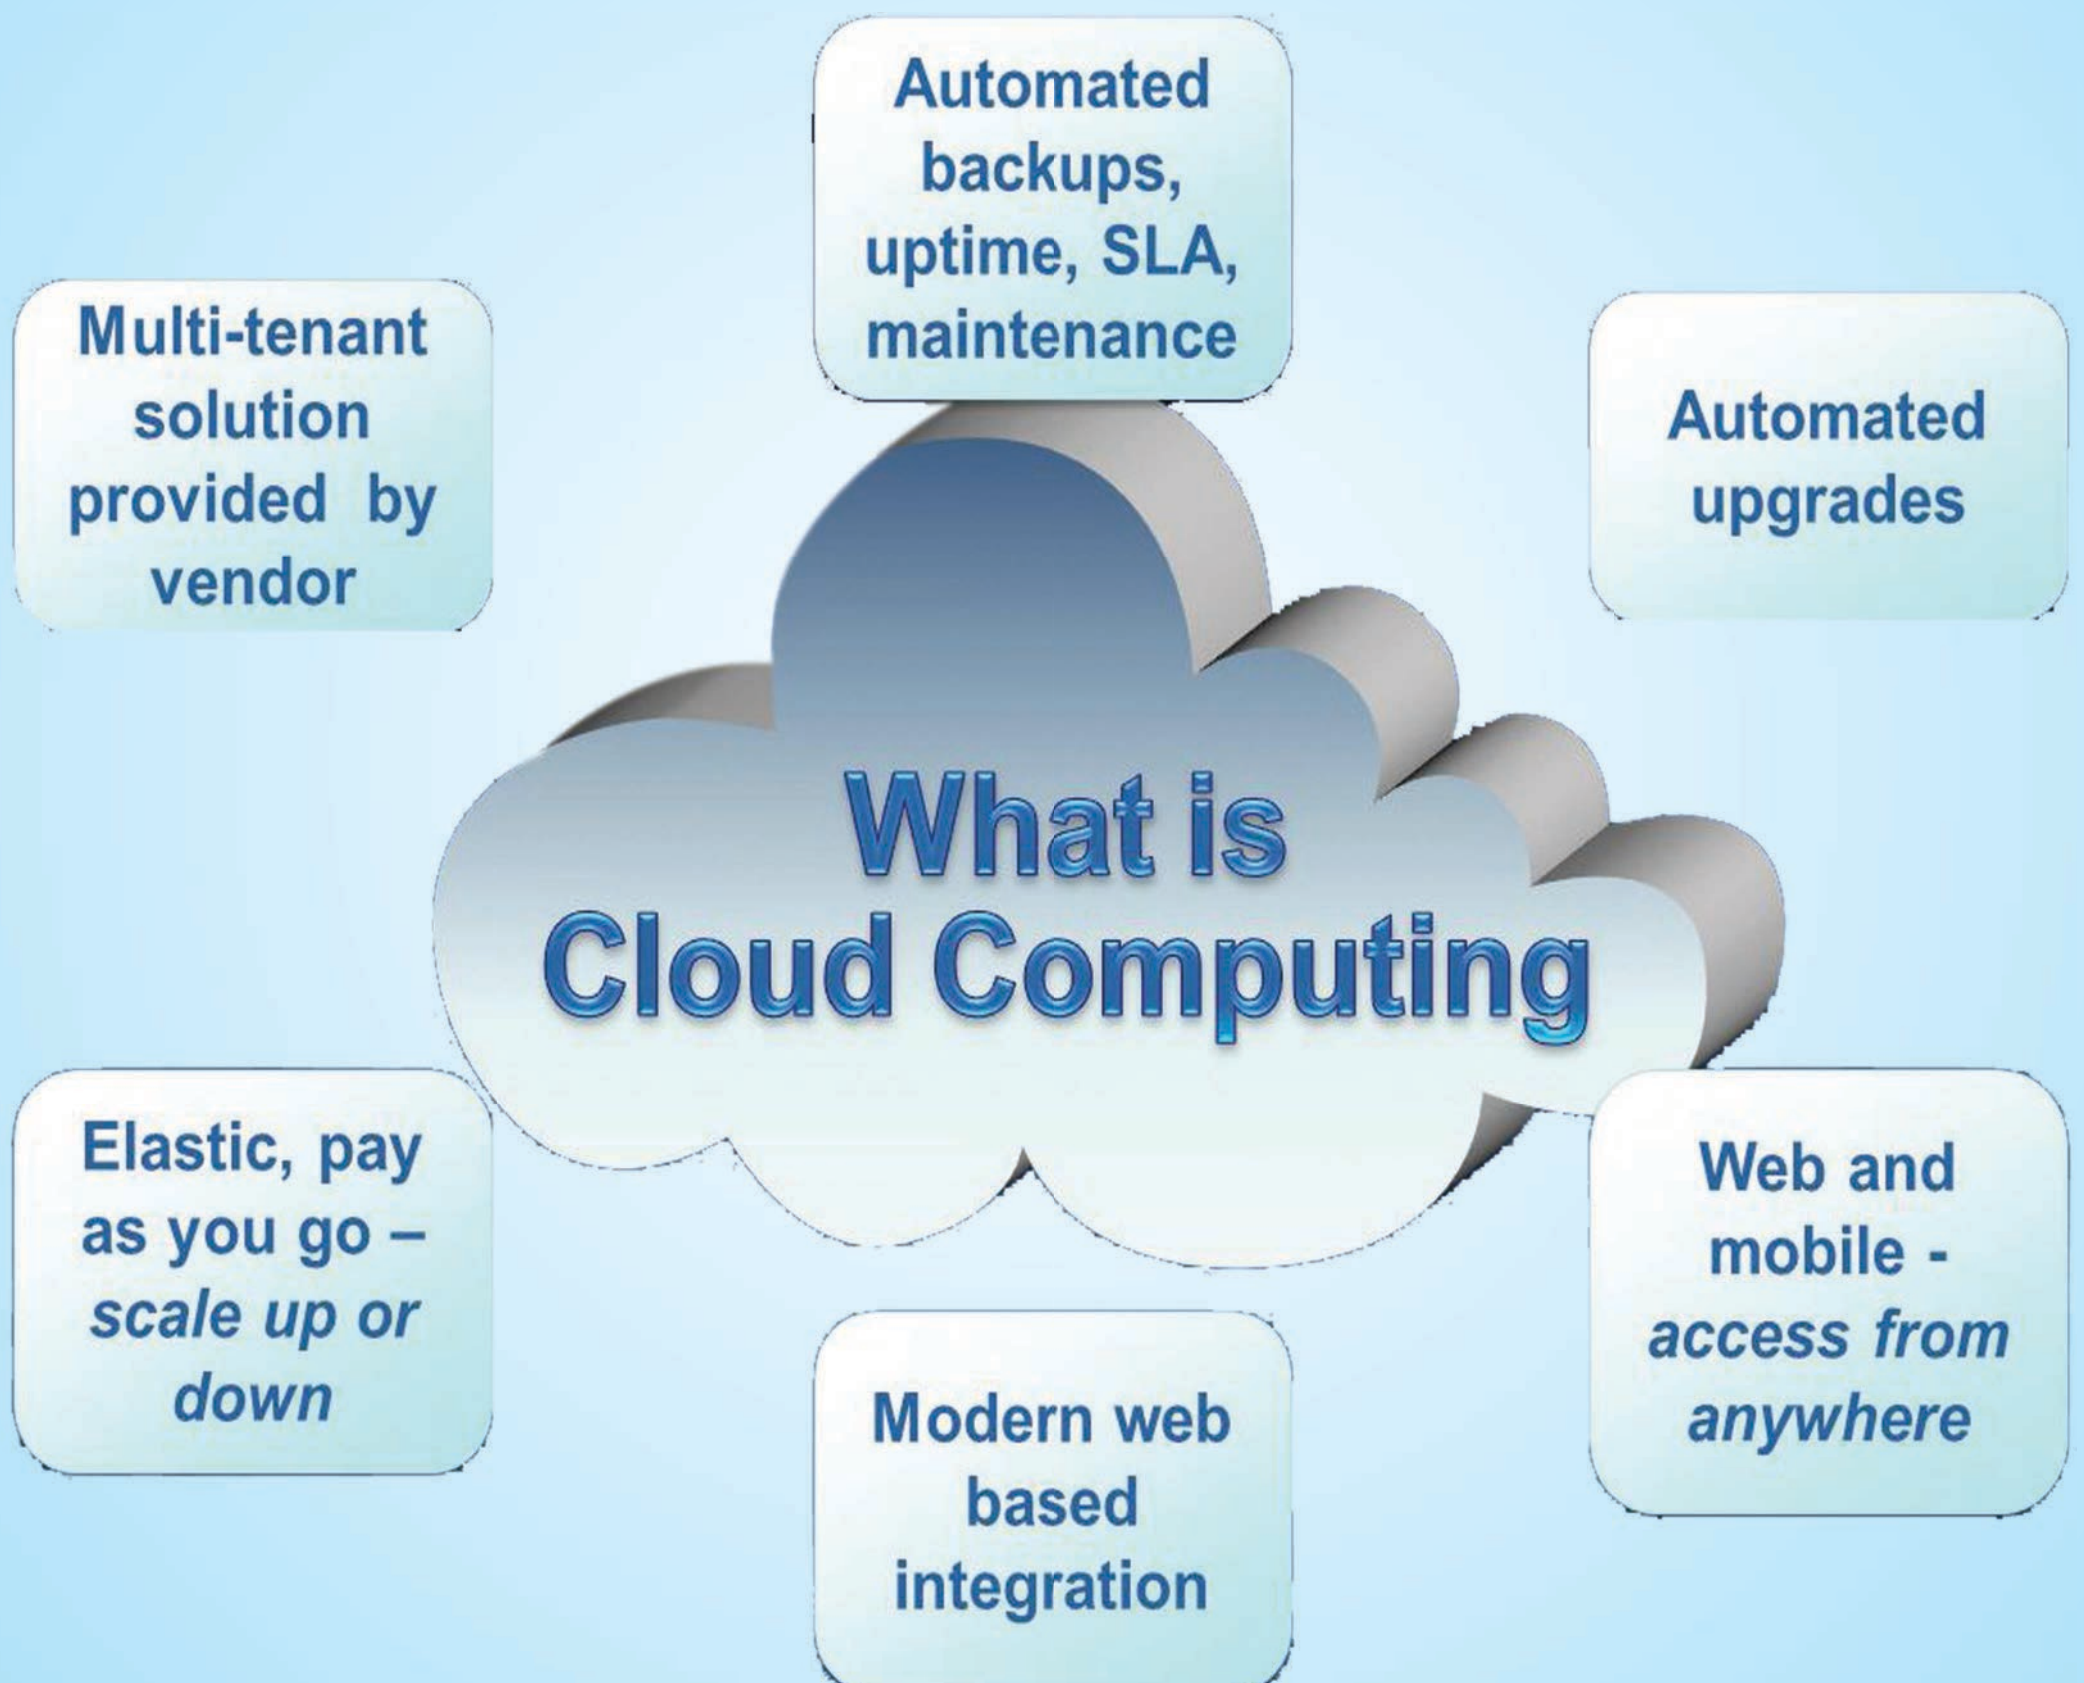 Automated
backups,
uptime, SLA,
maintenance
Multi-tenant
solution
provided by
vendor
Automated
upgrades
What is
Cloud Computing
Elastic, pay
as you go –
scale up or
down
Web and
mobile -
access from
anywhere
Modern web
based
integration